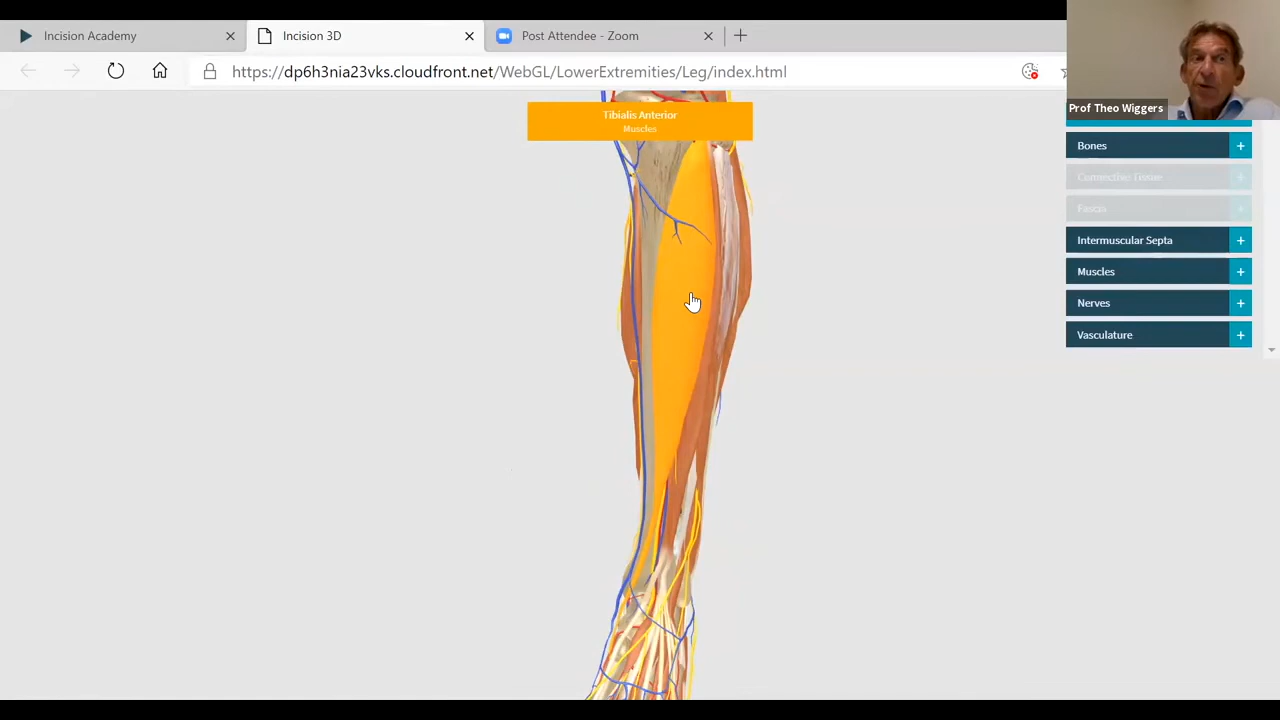 Incision Academy
Incision 3D
Post Attendee - Zoom
https://dp6h3nia23vks.cloudfront.net/WebGL/LowerExtremities/Leg/index.html
Prof Theo Wiggers
Tibialis Anterior
Muscles
Bones
Connective Tissue
Fascia
Intermuscular Septa
Muscles
Nerves
Vasculature